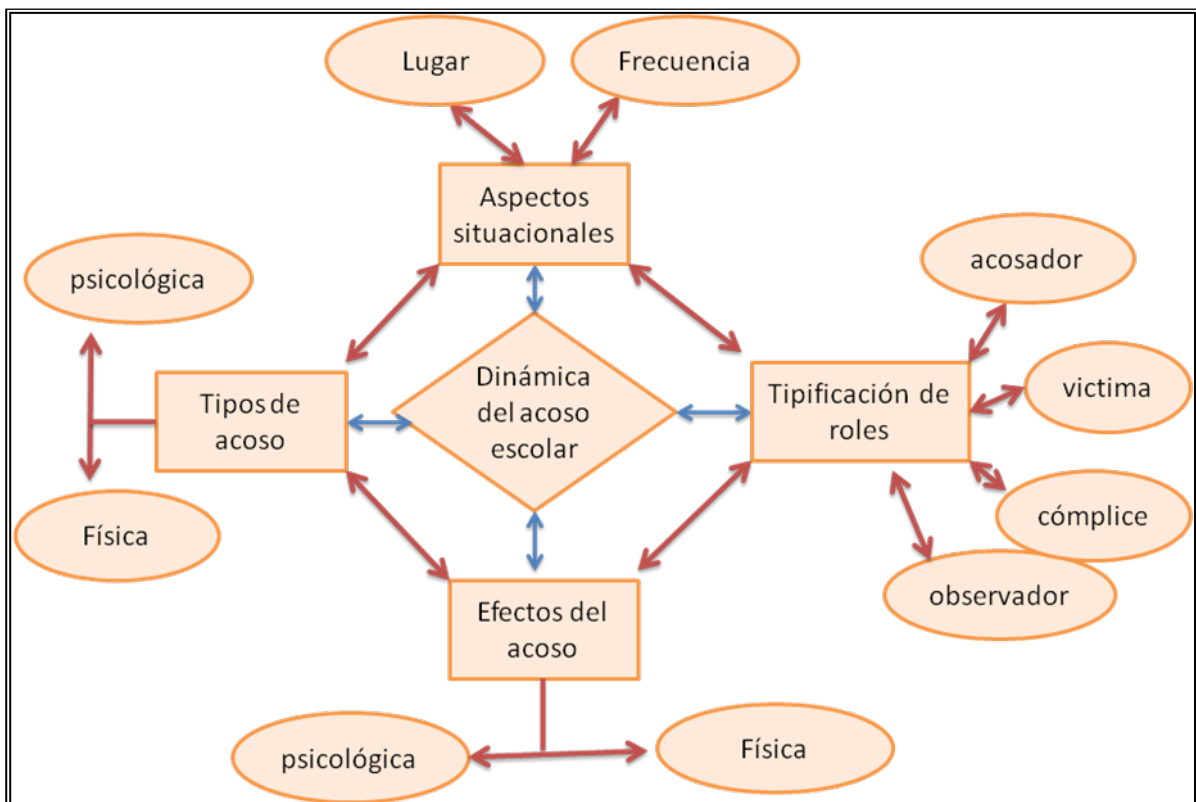 Lugar
Frecuencia
Aspectos
situacionales
psicológica
acosador
Dinámica
del acoso
escolar
Tipos de
acoso
Tipificación de
roles
victima
Física
cómplice
observador
Efectos del
acoso
psicológica
Física